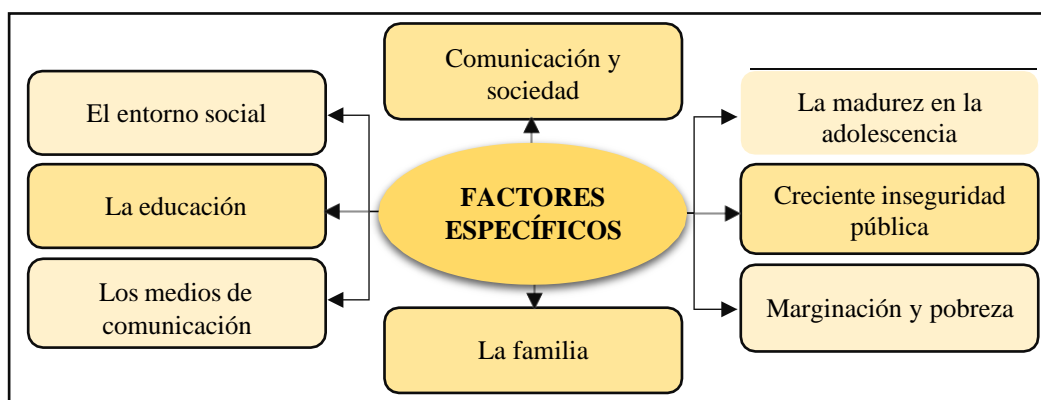 Comunicación y
sociedad
El entorno social
La educación
Los medios de
comunicación
FACTORES
ESPECÍFICOS
La madurez en la
adolescencia
Creciente inseguridad
pública
Marginación y pobreza
La familia